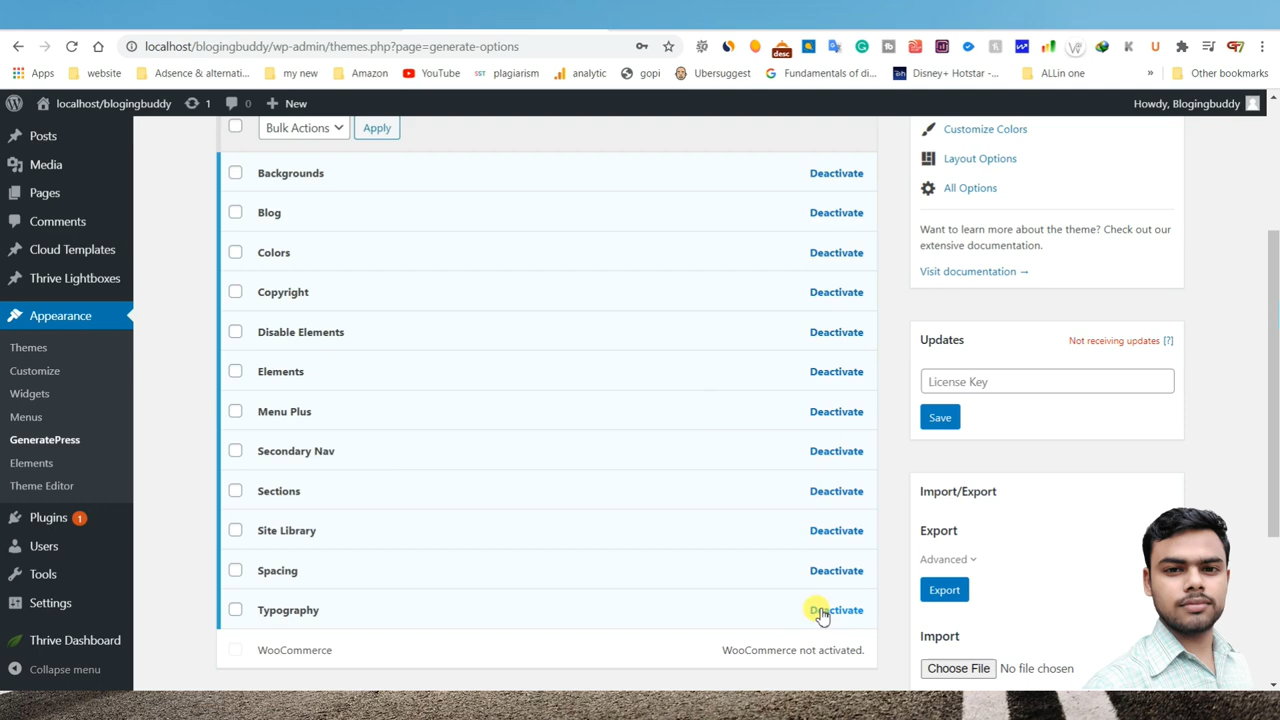 localhost/blogingbuddy/wp-admin/themes.php?page=generate-options
Apps
website
Adsence & alternati...
my new
Amazon
YouTube
plagiarism
analytic
gopi
Ubersuggest
Fundamentals of di...
Disney+ Hotstar -...
ALLin one
»
Other bookmarks
localhost/blogingbuddy
1
0
New
Howdy, Blogingbuddy
Posts
Media
Pages
Comments
Cloud Templates
Thrive Lightboxes
Appearance
Themes
Customize
Widgets
Menus
GeneratePress
Elements
Theme Editor
Plugins 1
Users
Tools
Settings
Thrive Dashboard
Collapse menu
Bulk Actions
Apply
Backgrounds Deactivate
Blog Deactivate
Colors Deactivate
Copyright Deactivate
Disable Elements Deactivate
Elements Deactivate
Menu Plus Deactivate
Secondary Nav Deactivate
Sections Deactivate
Site Library Deactivate
Spacing Deactivate
Typography Deactivate
WooCommerce WooCommerce not activated.
Customize Colors
Layout Options
All Options
Want to learn more about the theme? Check out our
extensive documentation.
Visit documentation →
Updates Not receiving updates [?]
License Key
Save
Import/Export
Export
Advanced
Export
Import
Choose File No file chosen